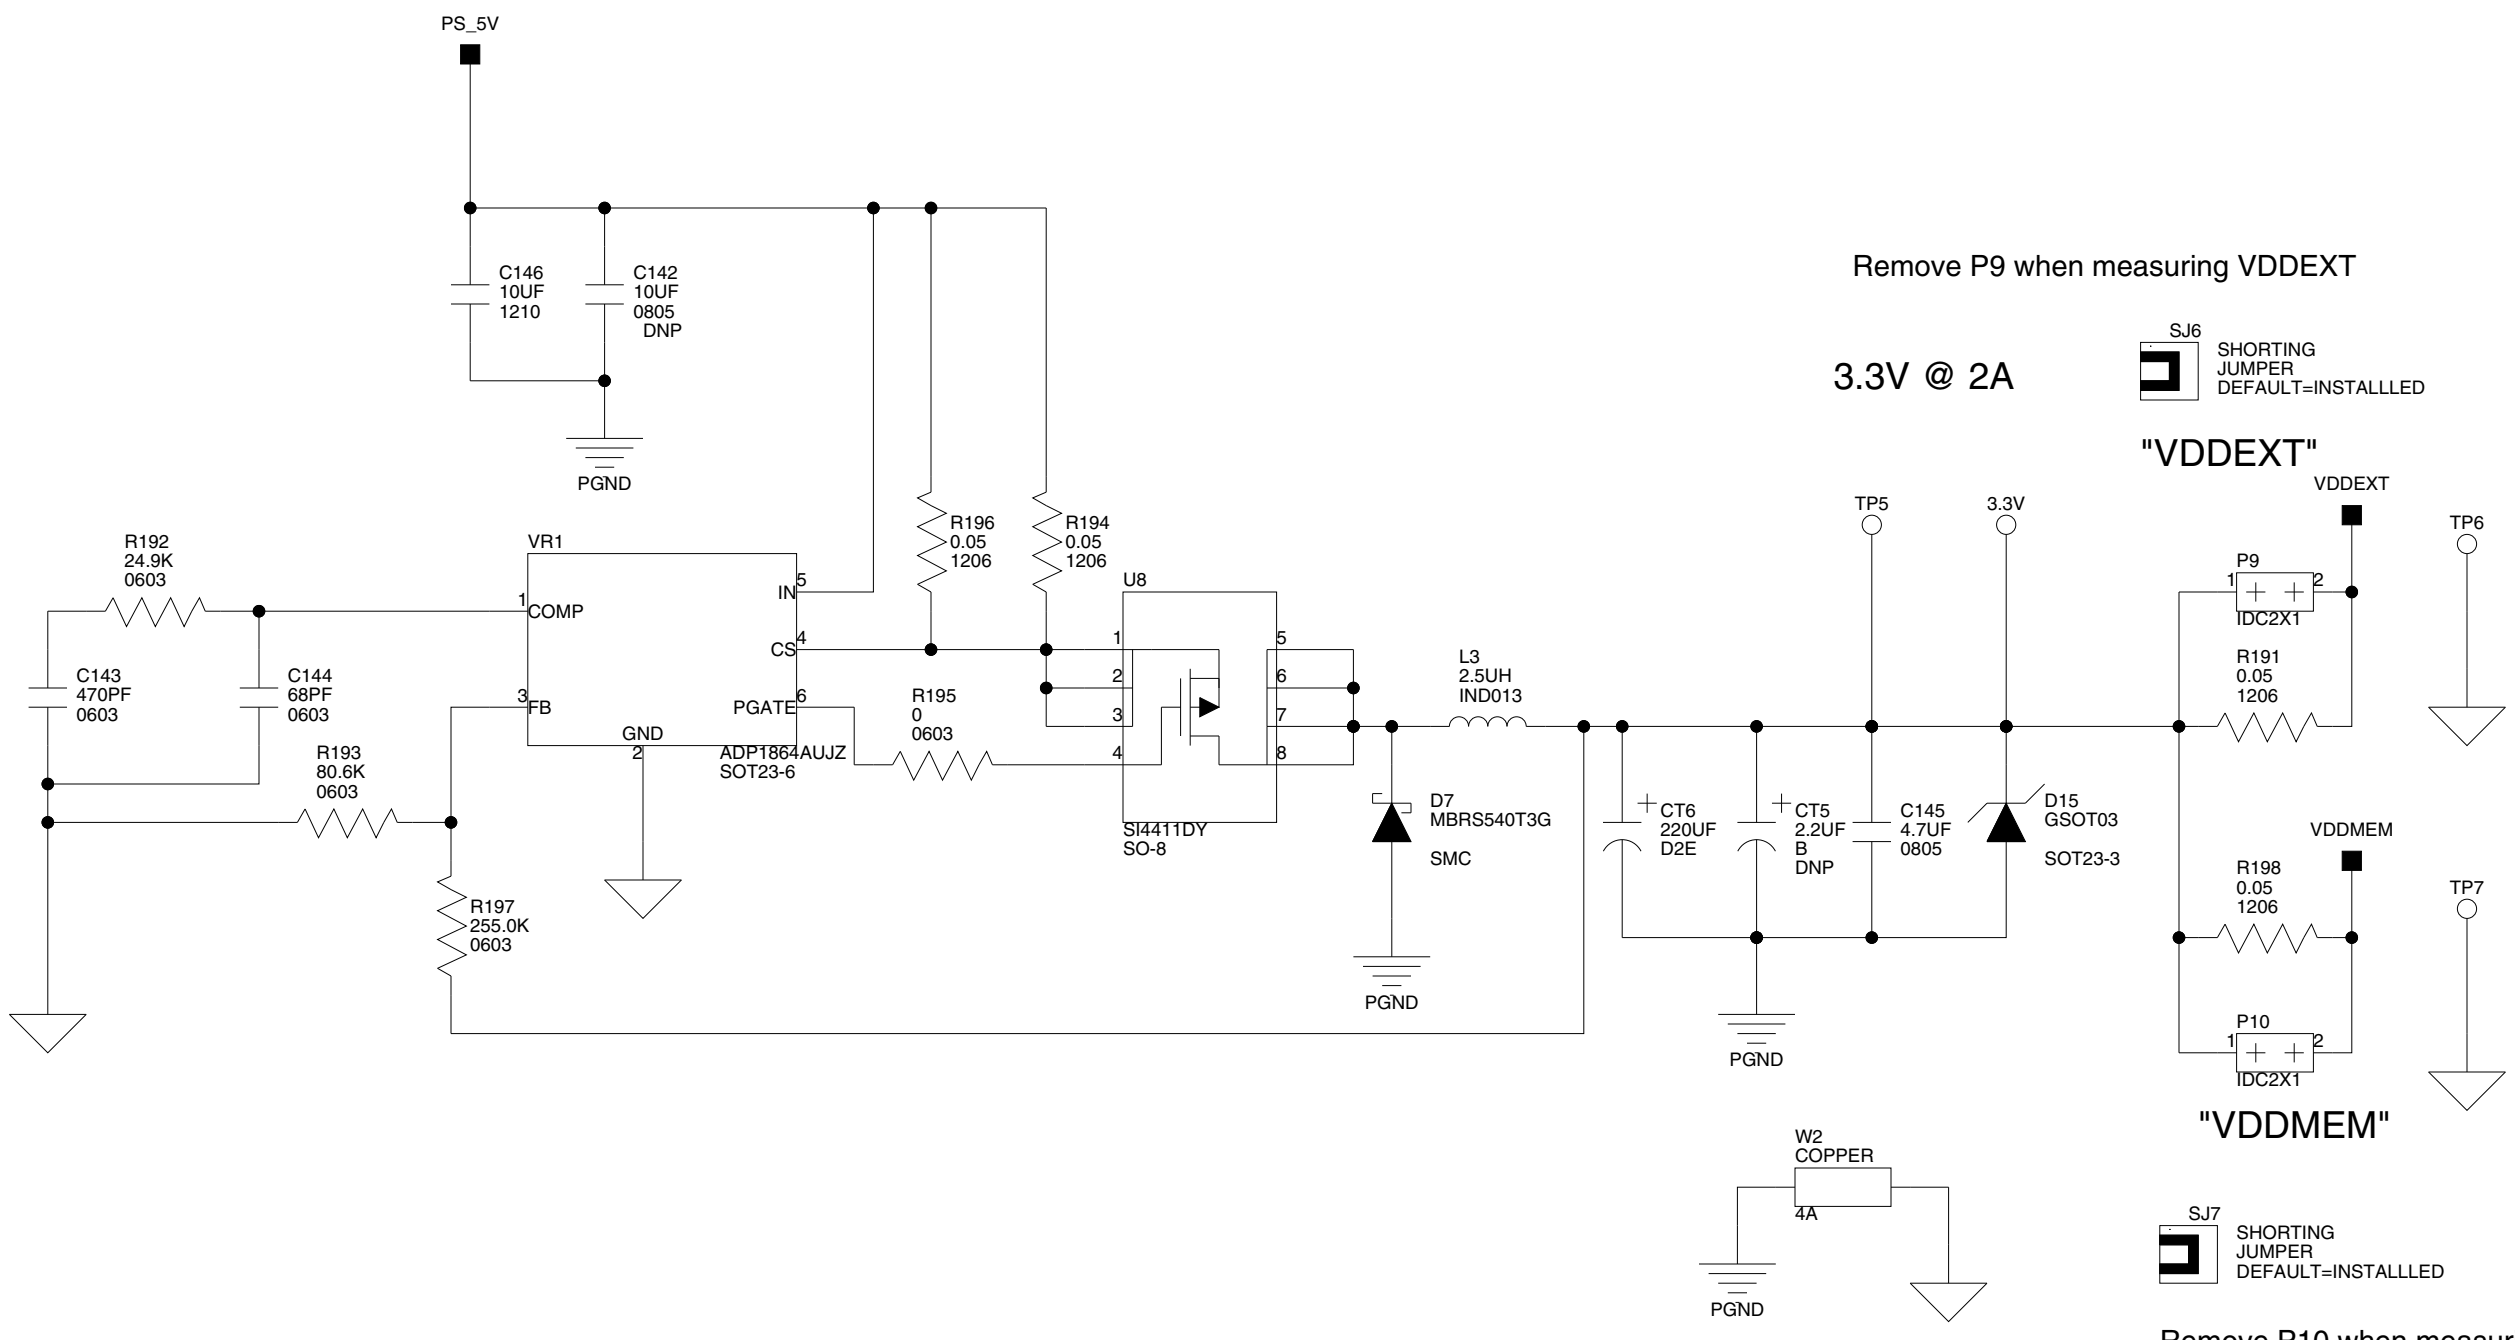 PS_5V
C146
10UF
1210
C142
10UF
0805
DNP
PGND
Remove P9 when measuring VDDEXT
SJ6
SHORTING
JUMPER
DEFAULT=INSTALLLED
3.3V @ 2A
"VDDEXT"
VDDEXT
TP5
3.3V
TP6
R192
24.9K
0603
VR1
R196
0.05
1206
R194
0.05
1206
U8
P9
1
2
IDC2X1
1
COMP
5
IN
4
CS
3
FB
6
PGATE
GND
2
ADP1864AUJZ
SOT23-6
C143
470PF
0603
C144
68PF
0603
R193
80.6K
0603
R195
0
0603
1
2
3
4
5
6
7
8
SI4411DY
SO-8
L3
2.5UH
IND013
R191
0.05
1206
D7
MBRS540T3G
SMC
CT6
220UF
D2E
CT5
2.2UF
B
DNP
C145
4.7UF
0805
D15
GSOT03
SOT23-3
VDDMEM
R198
0.05
1206
TP7
R197
255.0K
0603
PGND
PGND
P10
1
2
IDC2X1
"VDDMEM"
W2
COPPER
4A
PGND
SJ7
SHORTING
JUMPER
DEFAULT=INSTALLLED
Remove P10 when measur